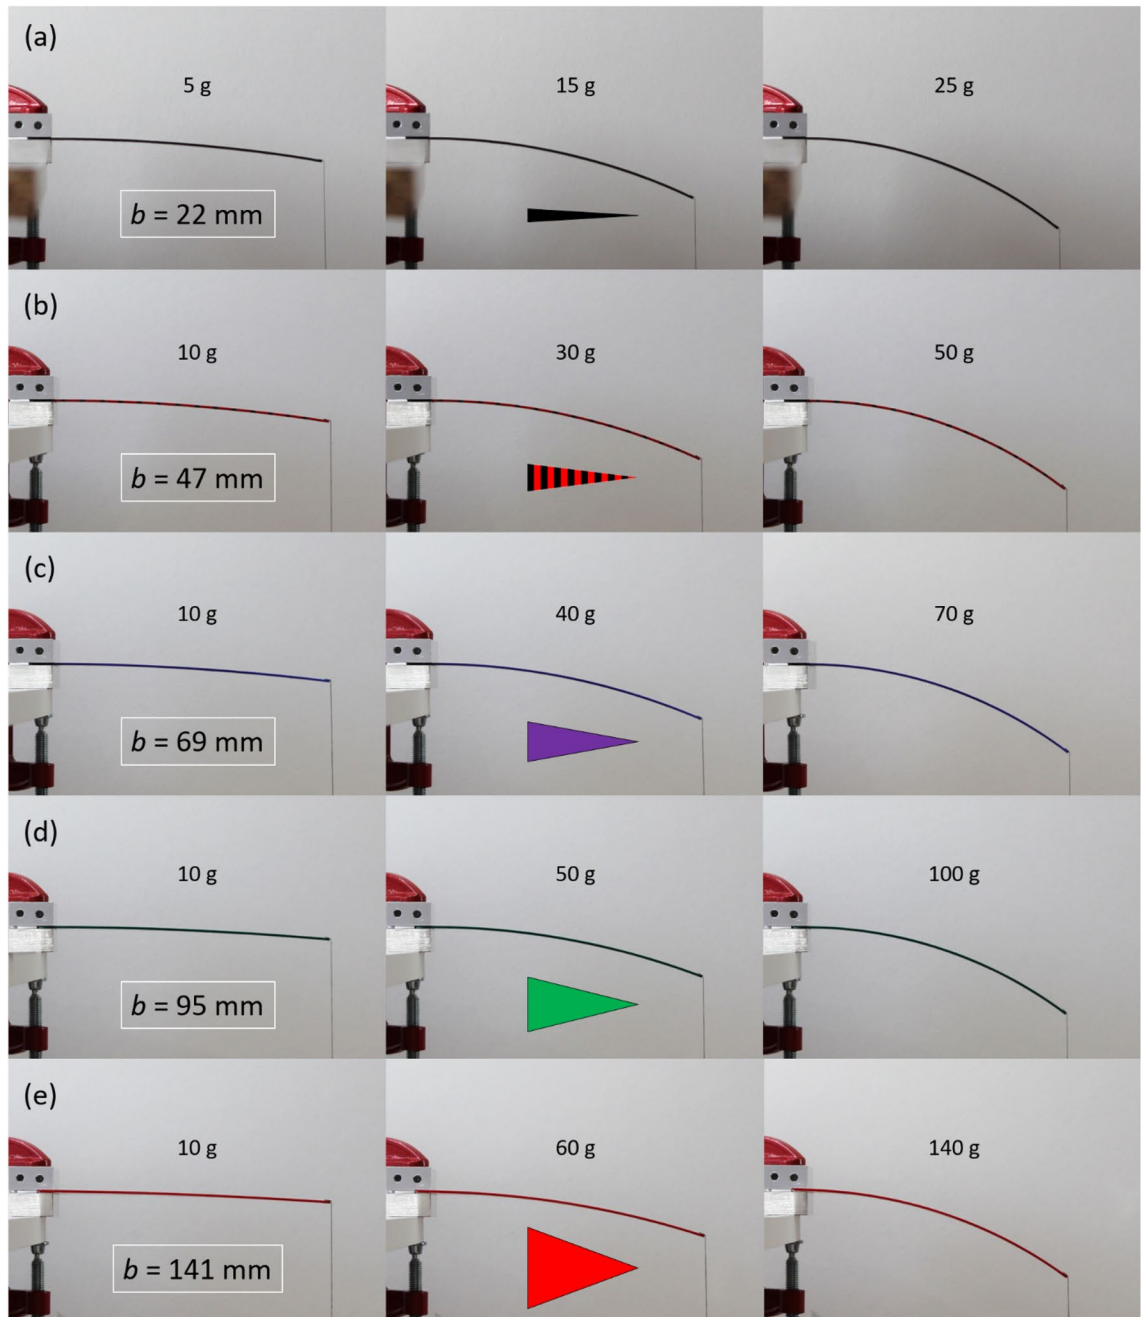 (a)
5 g
15 g
25 g
b = 22 mm
(b)
10 g
30 g
50 g
b = 47 mm
(c)
10 g
40 g
70 g
b = 69 mm
(d)
10 g
50 g
100 g
b = 95 mm
(e)
10 g
60 g
140 g
b = 141 mm